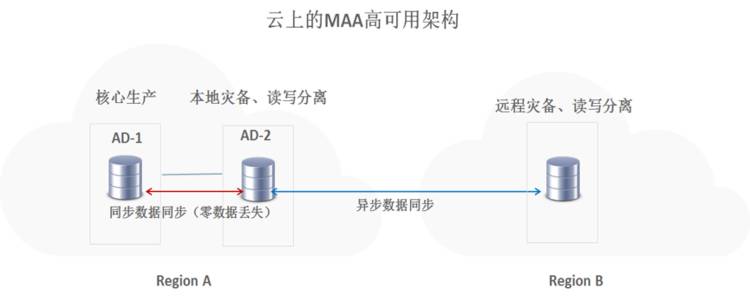 云上的MAA高可用架构
核心生产
本地灾备、读写分离
远程灾备、读写分离
AD-1
AD-2
同步数据同步（零数据丢失）
异步数据同步
Region A
Region B